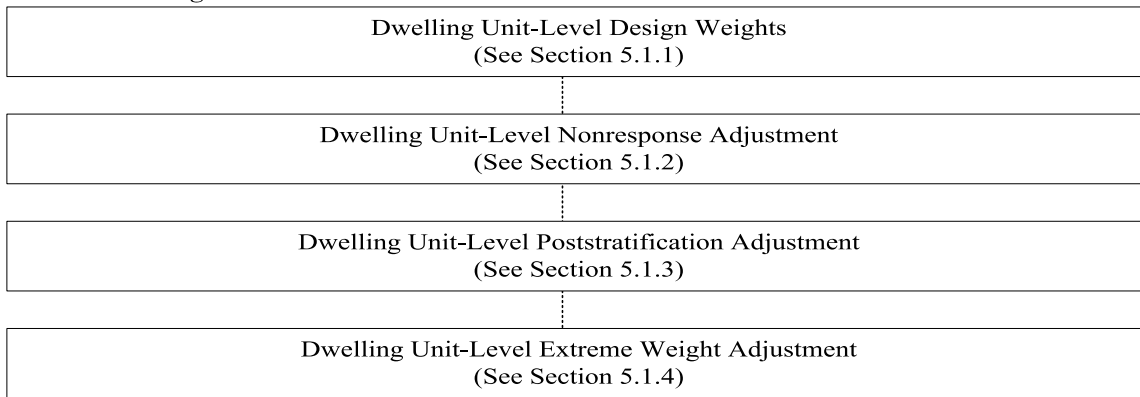 Dwelling Unit-Level Design Weights
(See Section 5.1.1)
Dwelling Unit-Level Nonresponse Adjustment
(See Section 5.1.2)
Dwelling Unit-Level Poststratification Adjustment
(See Section 5.1.3)
Dwelling Unit-Level Extreme Weight Adjustment
(See Section 5.1.4)